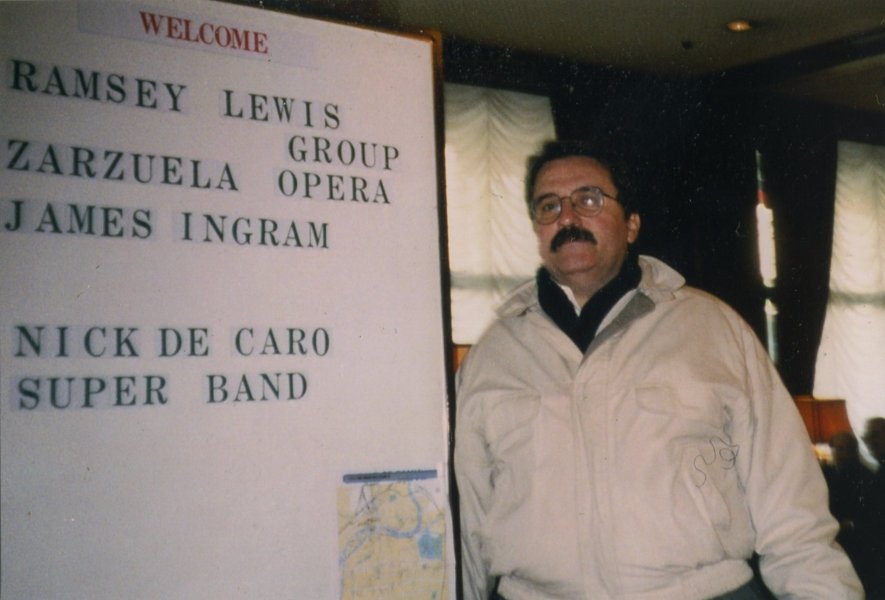 WELCOME
RAMSEY LEWIS
GROUP
ZARZUELA OPERA
JAMES INGRAM
NICK DE CARO
SUPER BAND